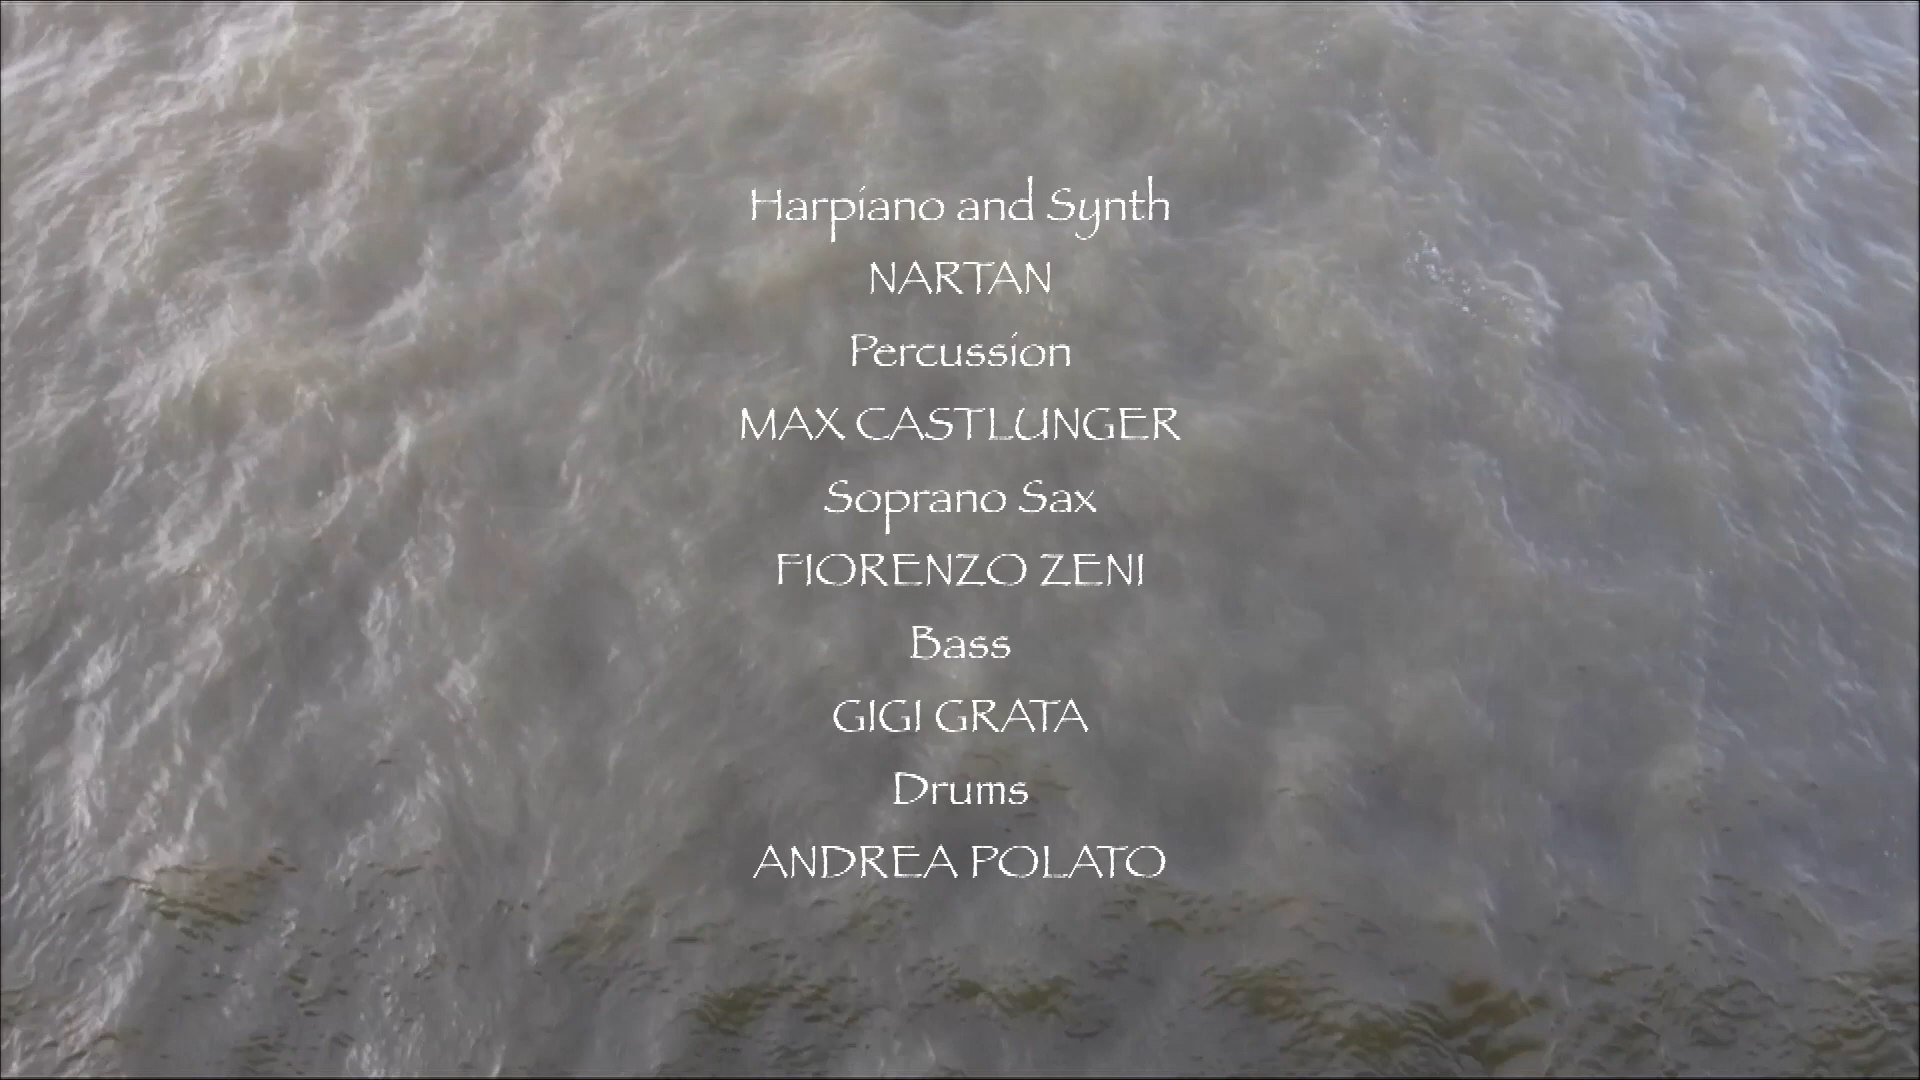 Harpiano and Synth
NARTAN
Percussion
MAX CASTLUNGER
Soprano Sax
FIORENZO ZENI
Bass
GIGI GRATA
Drums
ANDREA POLATO